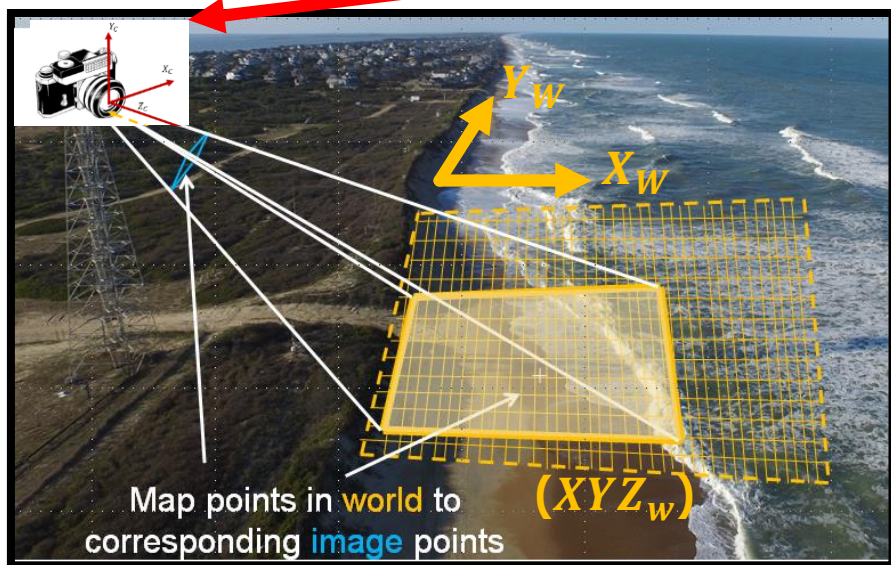 Y_C
X_C
Z_C
Y_W
X_W
(XYZ_w)
Map points in world to
corresponding image points